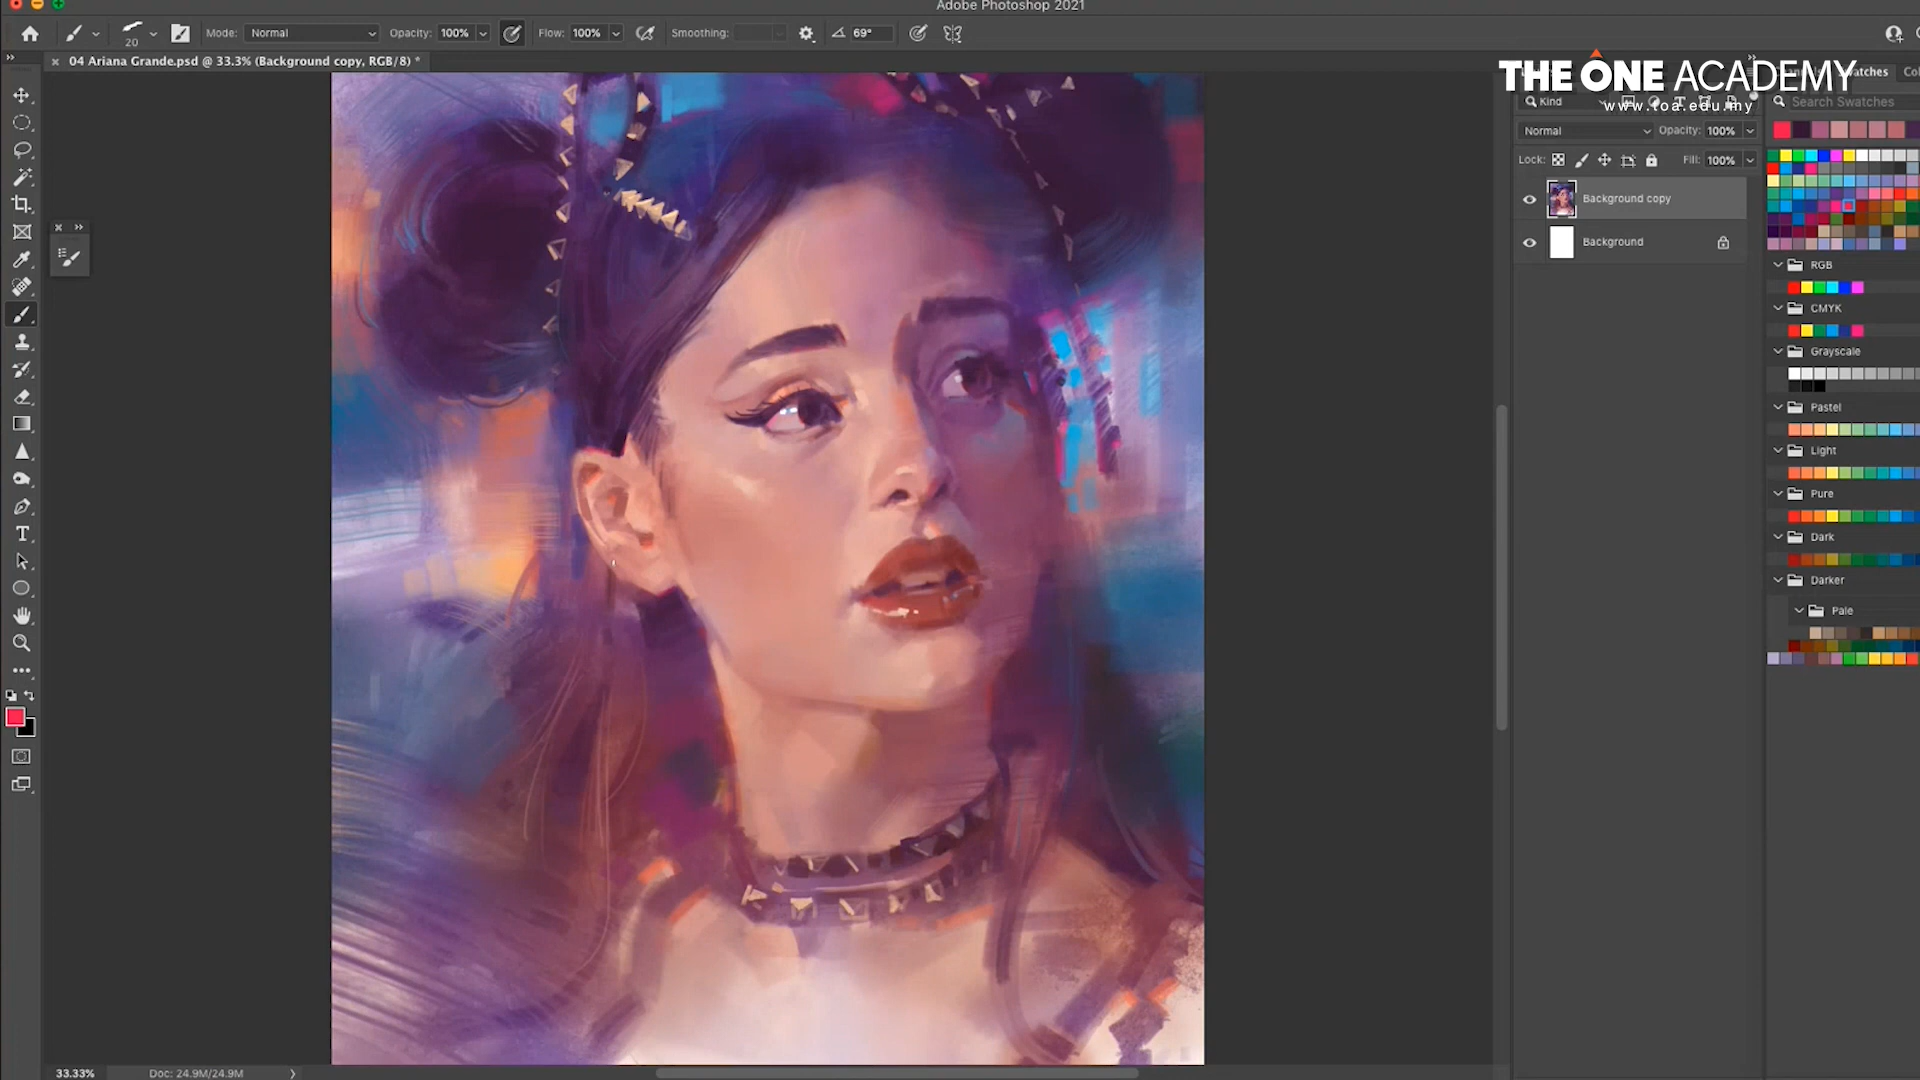 Adobe Photoshop 2021
20
Mode: Normal
Opacity: 100%
Flow: 100%
Smoothing:
69°
04 Ariana Grande.psd @ 33.3% (Background copy, RGB/8) *
THE ONE ACADEMY
www.toa.edu.my
Swatches
Kind
Search Swatches
Normal
Opacity: 100%
Lock:
Fill: 100%
Background copy
Background
RGB
CMYK
Grayscale
Pastel
Light
Pure
Dark
Darker
Pale
33.33%
Doc: 24.9M/24.9M